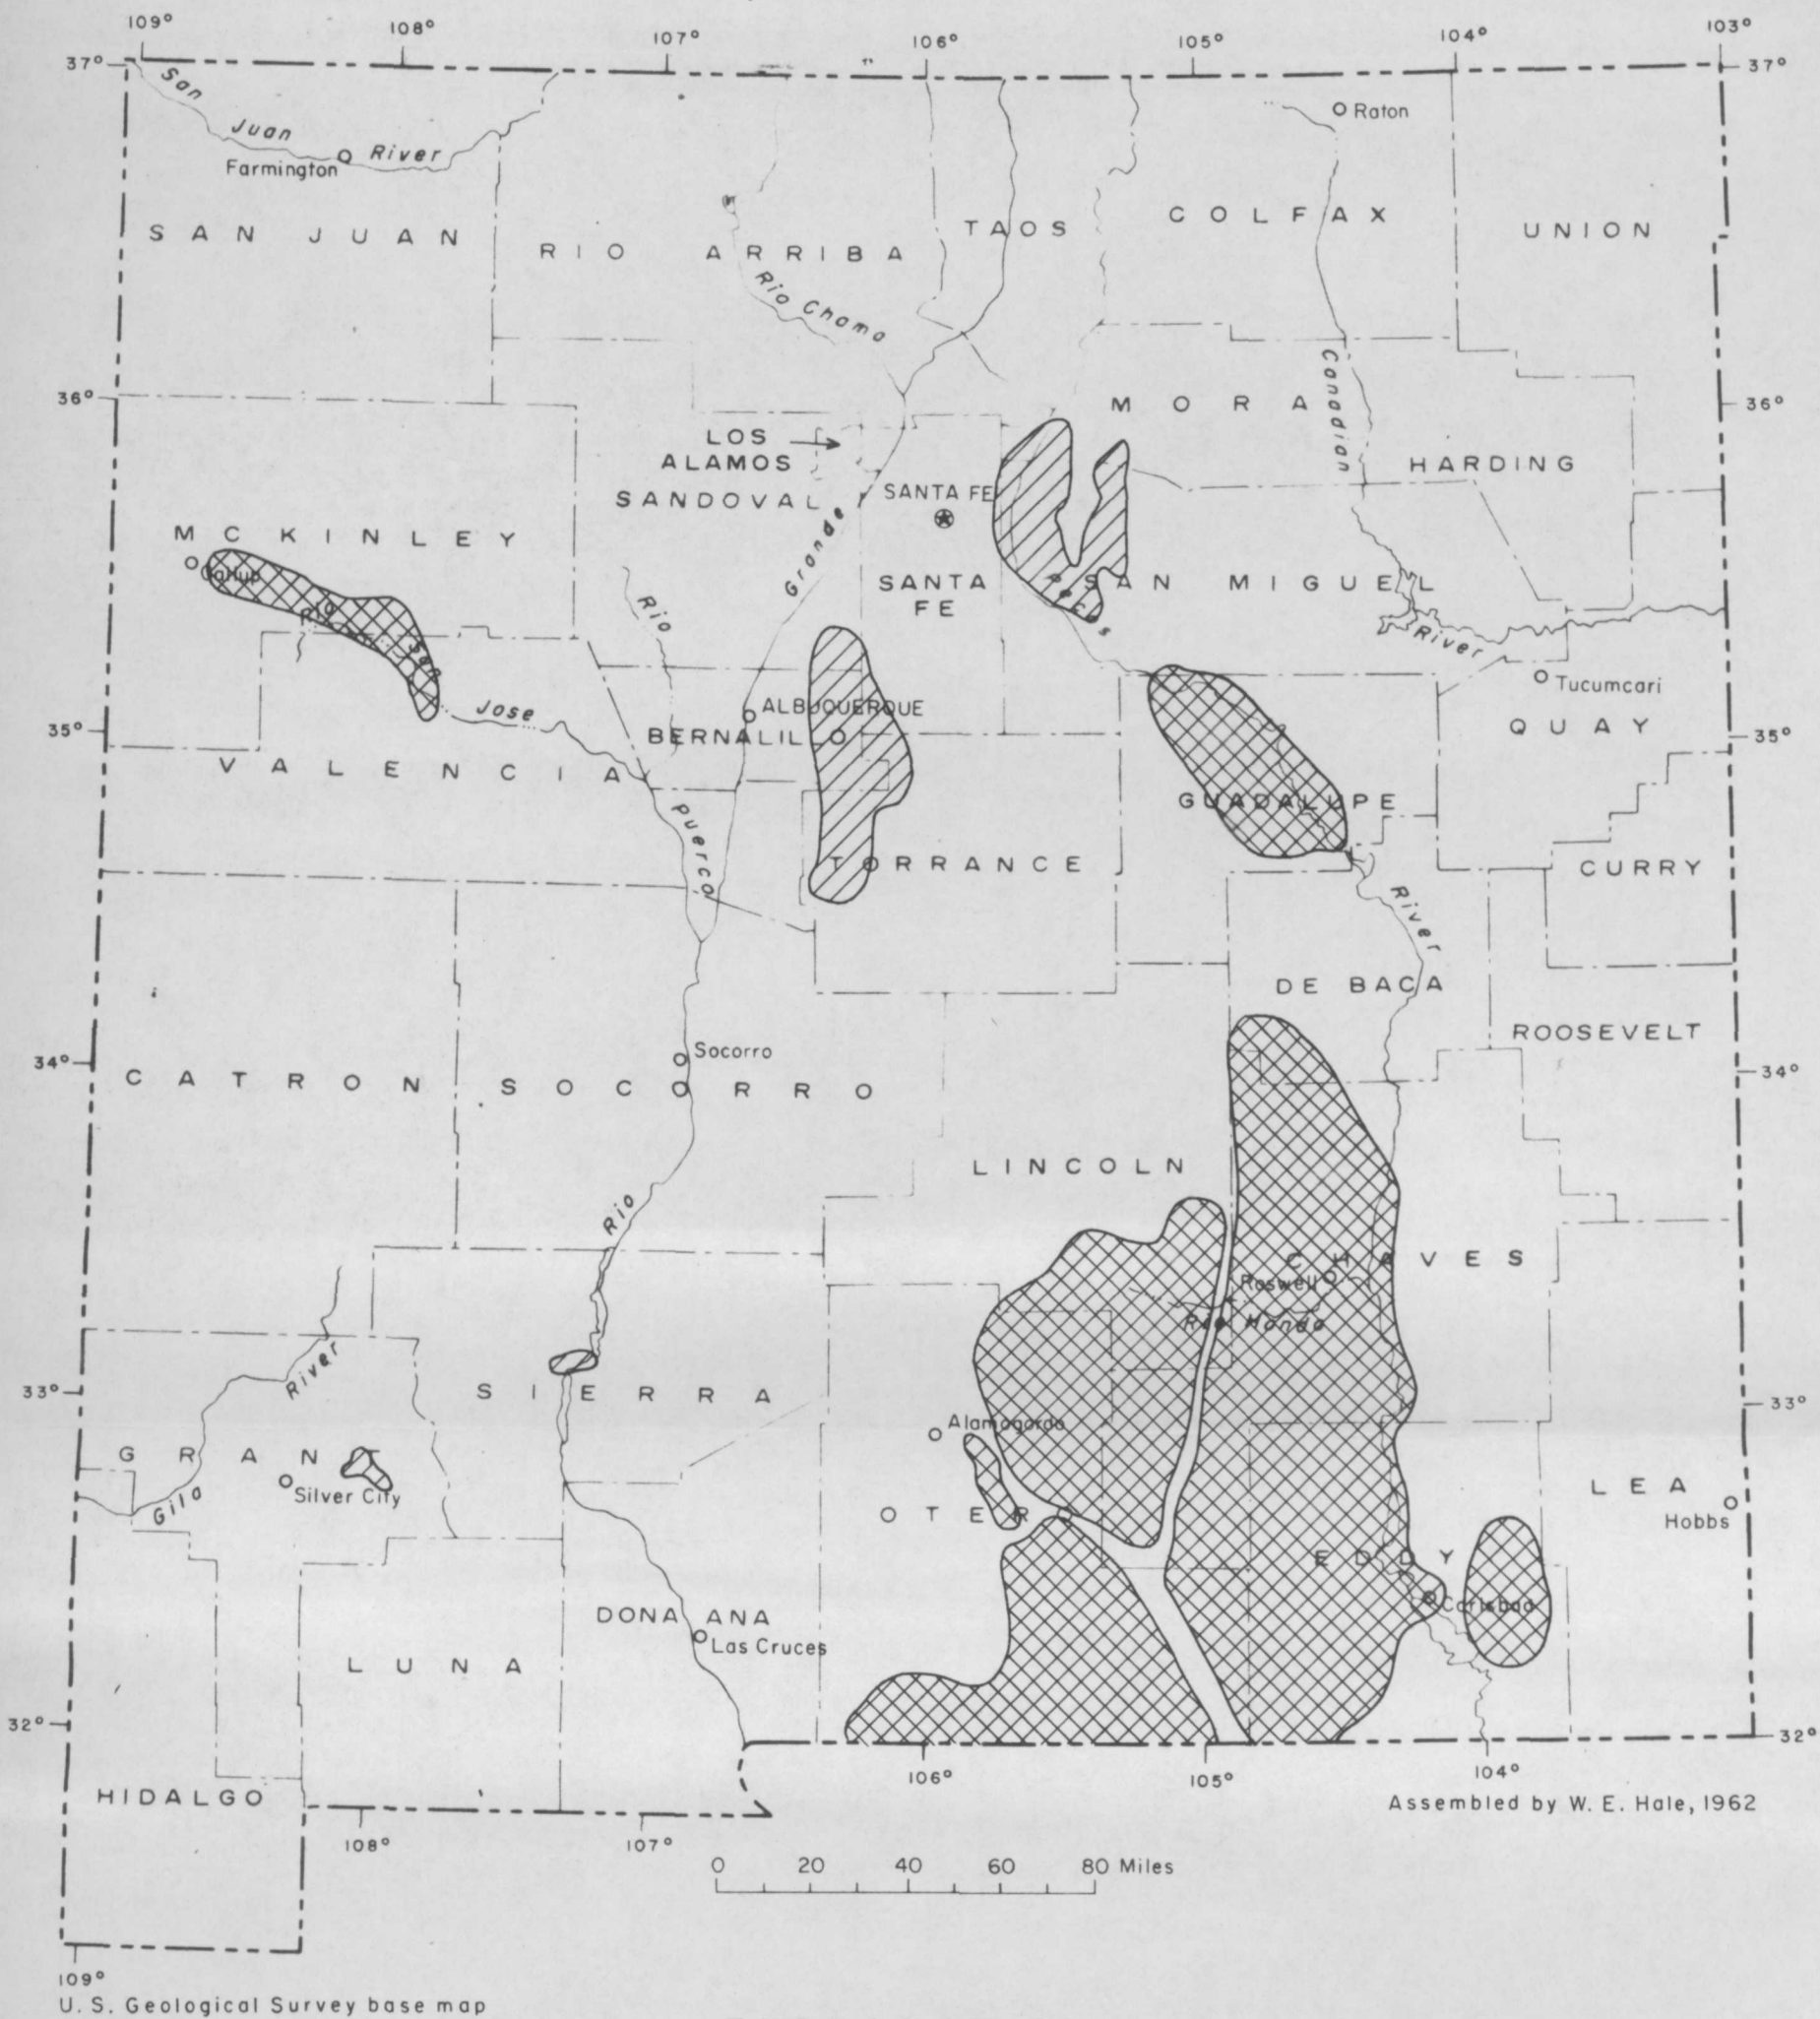 109° 108° 107° 106° 105° 104° 103°
37° 37°
San
Juan
River
Farmington
Raton
SAN JUAN
RIO ARRIBA
TAOS
COLFAX
UNION
Rio Chama
36° 36°
Canadian
MORA
LOS
ALAMOS
HARDING
SANDOVAL
SANTA FE
MCKINLEY
Gallup
Grande
SANTA
FE
SAN MIGUEL
Pecos
Rio
Rio
San
Jose
River
Tucumcari
35° 35°
ALBUQUERQUE
BERNALILLO
QUAY
VALENCIA
GUADALUPE
Puerco
TORRANCE
CURRY
River
DE BACA
ROOSEVELT
34° 34°
Socorro
CATRON
SOCORRO
LINCOLN
Rio
CHAVES
Roswell
Rio Hondo
River
33° 33°
SIERRA
Alamogordo
GRANT
Silver City
Gila
OTERO
LEA
Hobbs
EDDY
Carlsbad
DONA ANA
Las Cruces
LUNA
32° 32°
106° 105° 104°
HIDALGO
Assembled by W. E. Hale, 1962
108° 107°
0 20 40 60 80 Miles
109°
U. S. Geological Survey base map